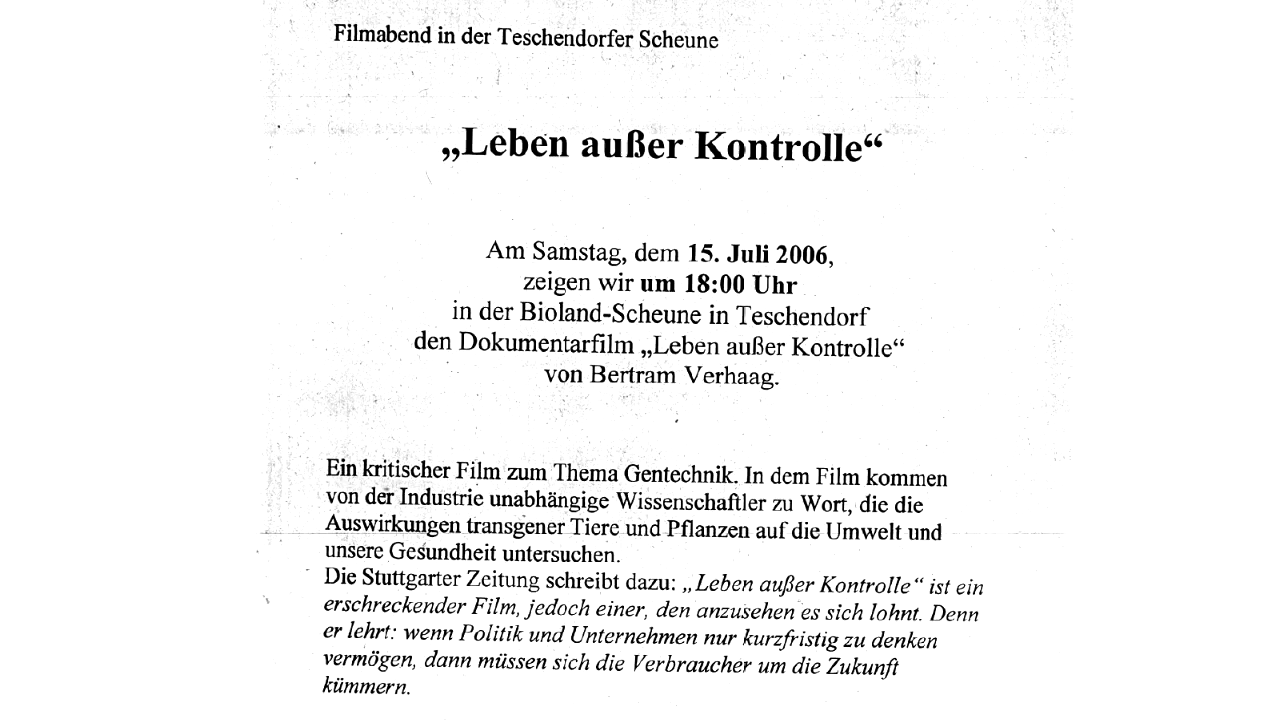 Filmabend in der Teschendorfer Scheune
„Leben außer Kontrolle“
Am Samstag, dem 15. Juli 2006,
zeigen wir um 18:00 Uhr
in der Bioland-Scheune in Teschendorf
den Dokumentarfilm „Leben außer Kontrolle“
von Bertram Verhaag.
Ein kritischer Film zum Thema Gentechnik. In dem Film kommen
von der Industrie unabhängige Wissenschaftler zu Wort, die die
Auswirkungen transgener Tiere und Pflanzen auf die Umwelt und
unsere Gesundheit untersuchen.
Die Stuttgarter Zeitung schreibt dazu: „Leben außer Kontrolle“ ist ein
erschreckender Film, jedoch einer, den anzusehen es sich lohnt. Denn
er lehrt: wenn Politik und Unternehmen nur kurzfristig zu denken
vermögen, dann müssen sich die Verbraucher um die Zukunft
kümmern.